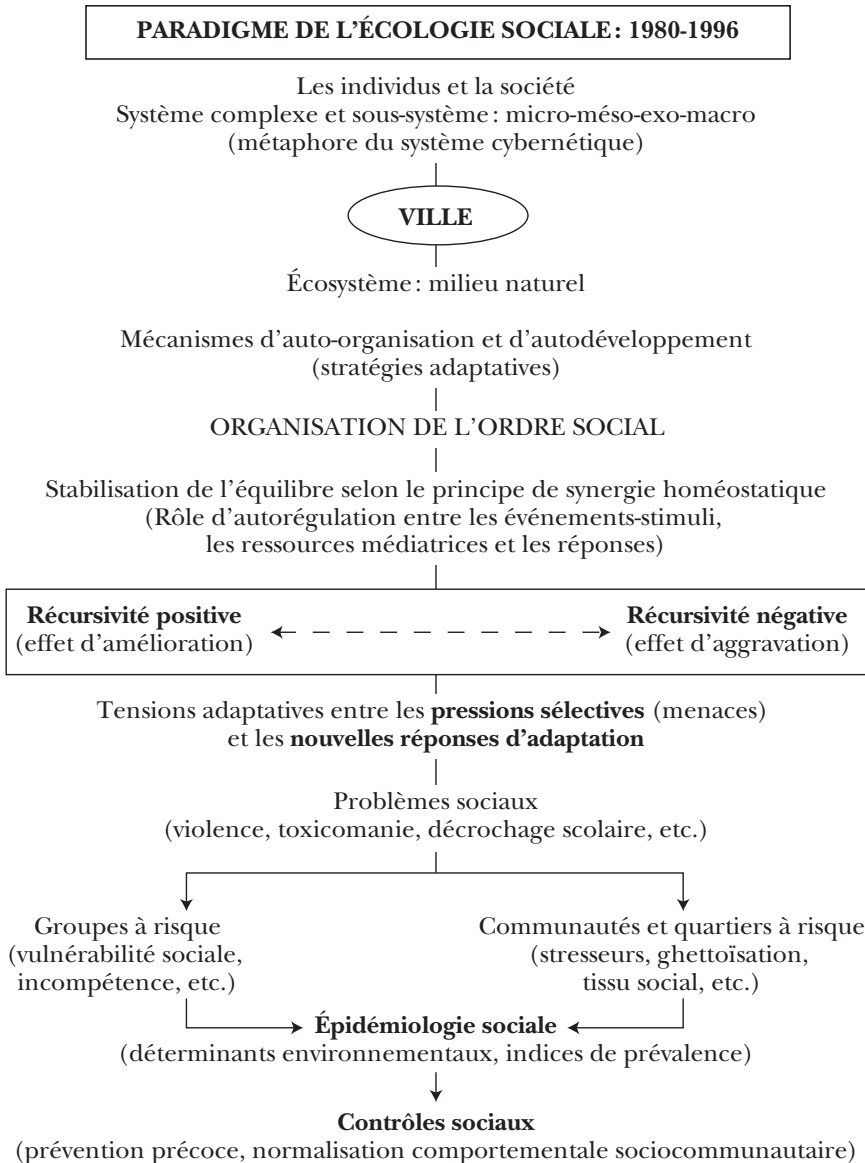 PARADIGME DE L’ÉCOLOGIE SOCIALE : 1980-1996
Les individus et la société
Système complexe et sous-système : micro-méso-exo-macro
(métaphore du système cybernétique)
VILLE
Écosystème : milieu naturel
Mécanismes d’auto-organisation et d’autodéveloppement
(stratégies adaptatives)
ORGANISATION DE L’ORDRE SOCIAL
Stabilisation de l’équilibre selon le principe de synergie homéostatique
(Rôle d’autorégulation entre les événements-stimuli,
les ressources médiatrices et les réponses)
Récursivité positive
(effet d’amélioration)
Récursivité négative
(effet d’aggravation)
Tensions adaptatives entre les pressions sélectives (menaces)
et les nouvelles réponses d’adaptation
Problèmes sociaux
(violence, toxicomanie, décrochage scolaire, etc.)
Groupes à risque
(vulnérabilité sociale,
incompétence, etc.)
Communautés et quartiers à risque
(stresseurs, ghettoïsation,
tissu social, etc.)
Épidémiologie sociale
(déterminants environnementaux, indices de prévalence)
Contrôles sociaux
(prévention précoce, normalisation comportementale sociocommunautaire)